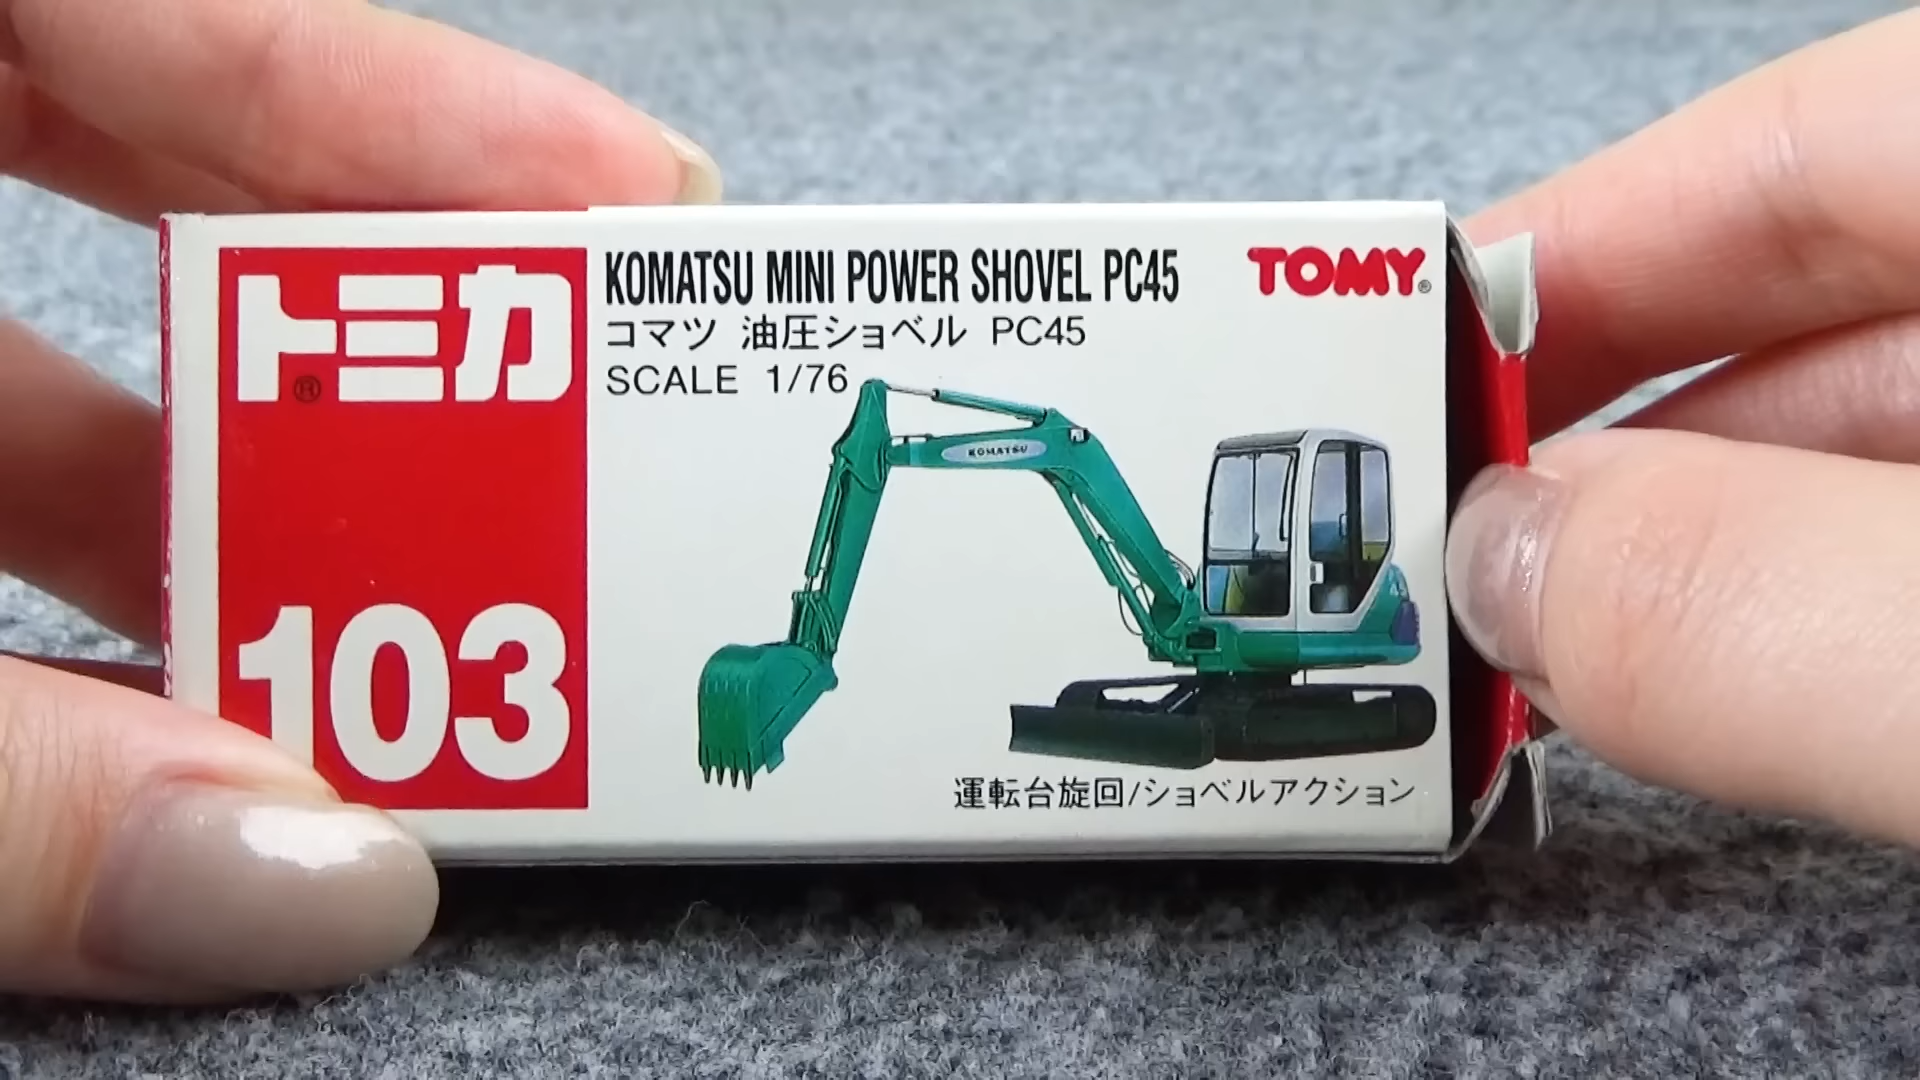 トミカ®
103
KOMATSU MINI POWER SHOVEL PC45
TOMY®
コマツ 油圧ショベル PC45
SCALE 1/76
KOMATSU
運転台旋回/ショベルアクション